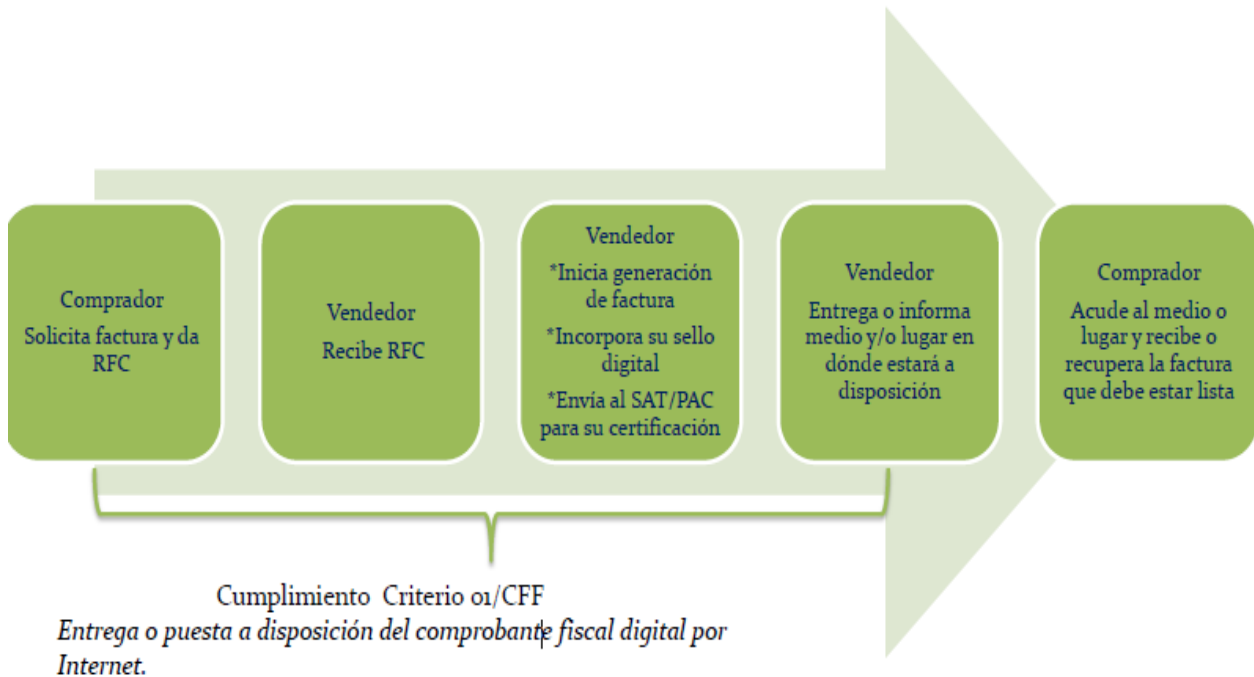 Comprador
Solicita factura y da
RFC
Vendedor
Recibe RFC
Vendedor
*Inicia generación
de factura
*Incorpora su sello
digital
*Envía al SAT/PAC
para su certificación
Vendedor
Entrega o informa
medio y/o lugar en
dónde estará a
disposición
Comprador
Acude al medio o
lugar y recibe o
recupera la factura
que debe estar lista
Cumplimiento Criterio 01/CFF
Entrega o puesta a disposición del comprobante fiscal digital por
Internet.